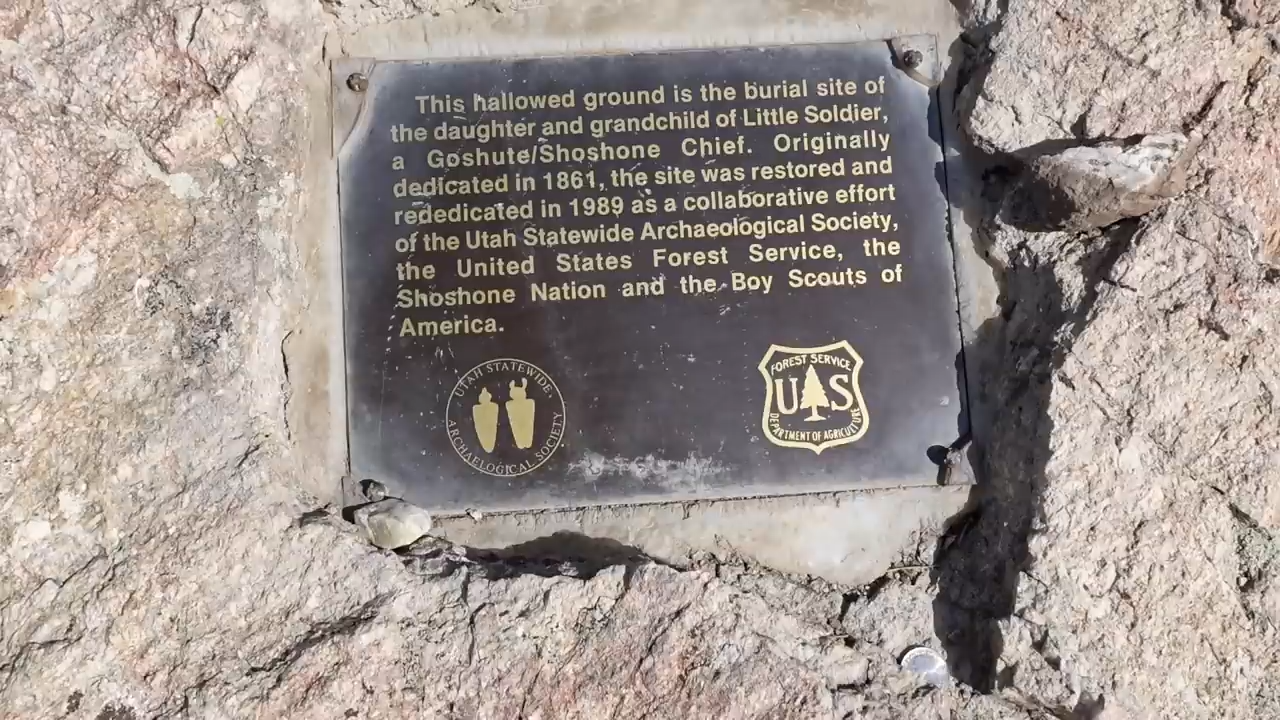 This hallowed ground is the burial site of
the daughter and grandchild of Little Soldier,
a Goshute/Shoshone Chief. Originally
dedicated in 1861, the site was restored and
rededicated in 1989 as a collaborative effort
of the Utah Statewide Archaeological Society,
the United States Forest Service, the
Shoshone Nation and the Boy Scouts of
America.
UTAH STATEWIDE
ARCHAELOGICAL SOCIETY
FOREST SERVICE
US
DEPARTMENT OF AGRICULTURE